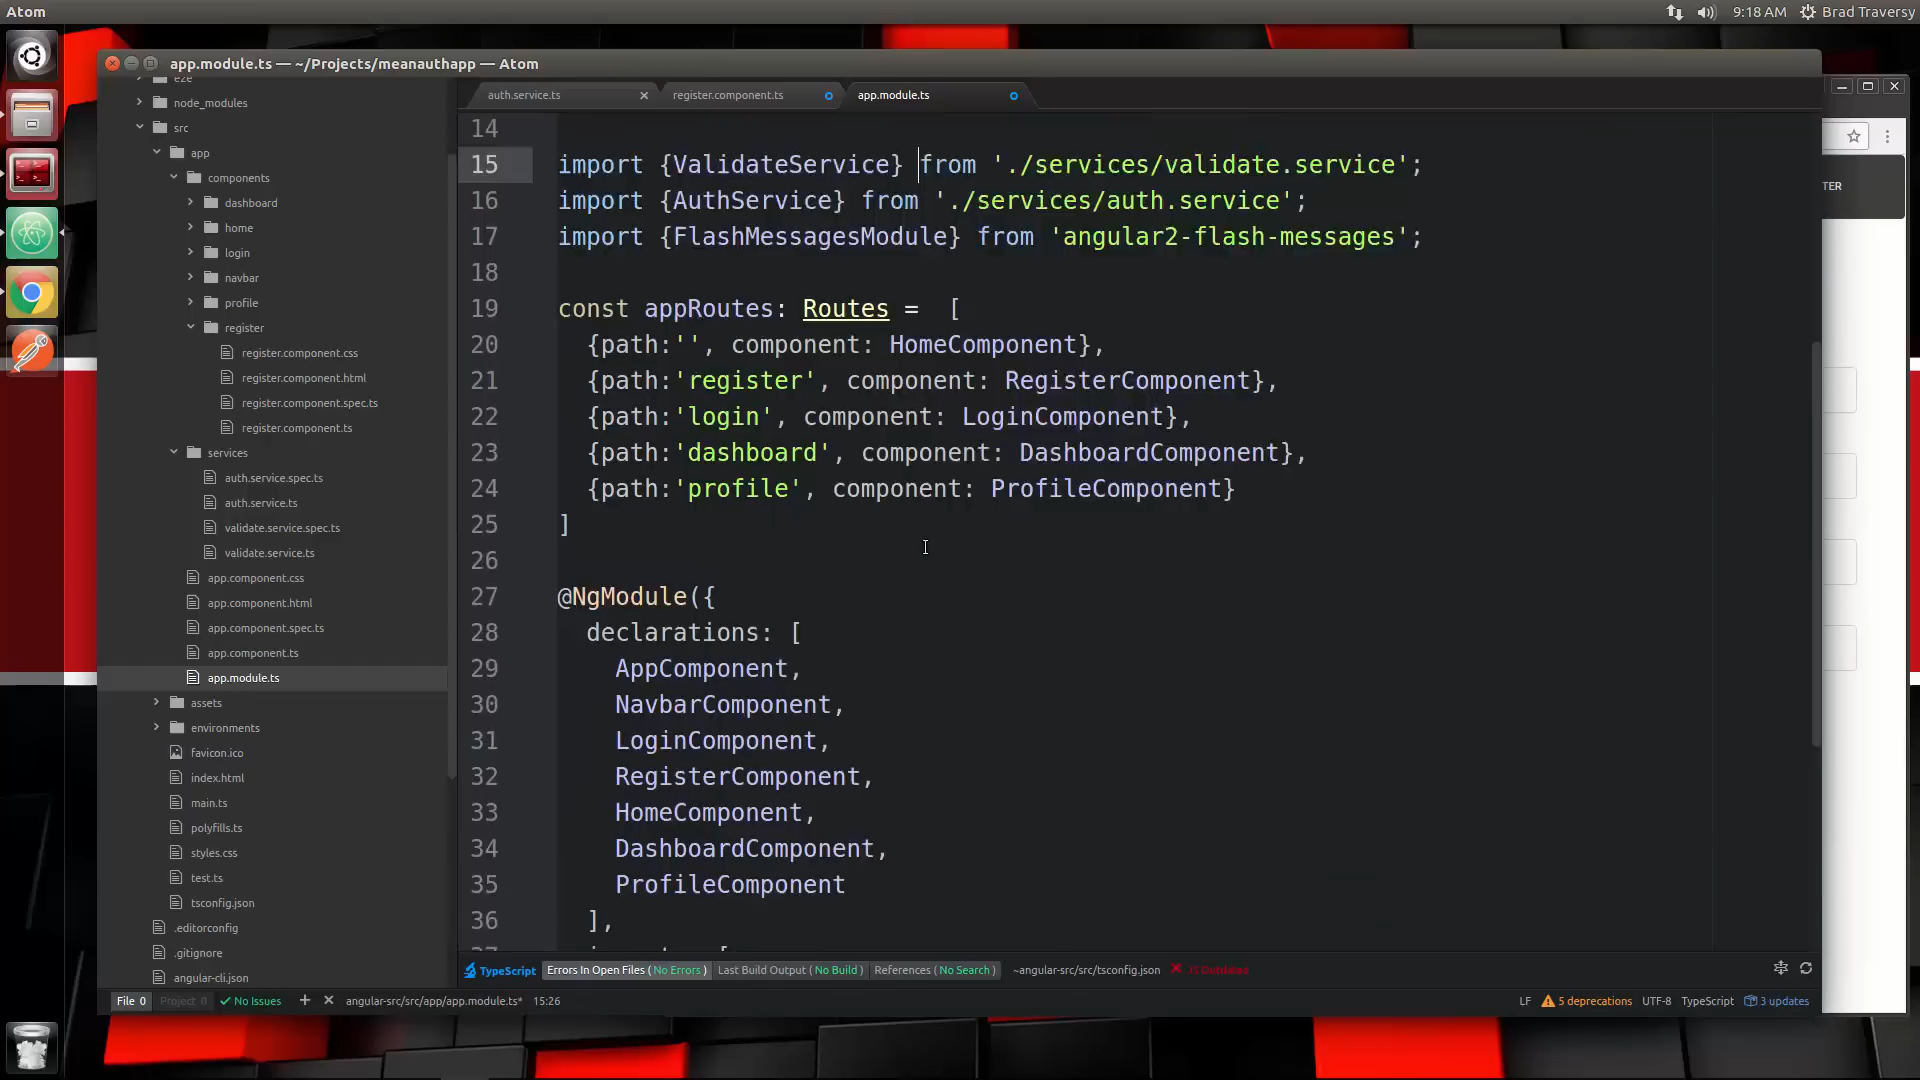 Atom
9:18 AM
Brad Traversy
app.module.ts — ~/Projects/meanauthapp — Atom
e2e
node_modules
src
app
components
dashboard
home
login
navbar
profile
register
register.component.css
register.component.html
register.component.spec.ts
register.component.ts
services
auth.service.spec.ts
auth.service.ts
validate.service.spec.ts
validate.service.ts
app.component.css
app.component.html
app.component.spec.ts
app.component.ts
app.module.ts
assets
environments
favicon.ico
index.html
main.ts
polyfills.ts
styles.css
test.ts
tsconfig.json
.editorconfig
.gitignore
angular-cli.json
auth.service.ts
register.component.ts
app.module.ts
14
15 import {ValidateService} from './services/validate.service';
16 import {AuthService} from './services/auth.service';
17 import {FlashMessagesModule} from 'angular2-flash-messages';
18
19 const appRoutes: Routes =  [
20 {path:'', component: HomeComponent},
21 {path:'register', component: RegisterComponent},
22 {path:'login', component: LoginComponent},
23 {path:'dashboard', component: DashboardComponent},
24 {path:'profile', component: ProfileComponent}
25 ]
26
27 @NgModule({
28 declarations: [
29 AppComponent,
30 NavbarComponent,
31 LoginComponent,
32 RegisterComponent,
33 HomeComponent,
34 DashboardComponent,
35 ProfileComponent
36 ],
TER
TypeScript Errors In Open Files ( No Errors ) Last Build Output ( No Build ) References ( No Search ) ~angular-src/src/tsconfig.json JS Outdated
File 0 Project 0 No Issues + angular-src/src/app/app.module.ts* 15:26 LF 5 deprecations UTF-8 TypeScript 3 updates